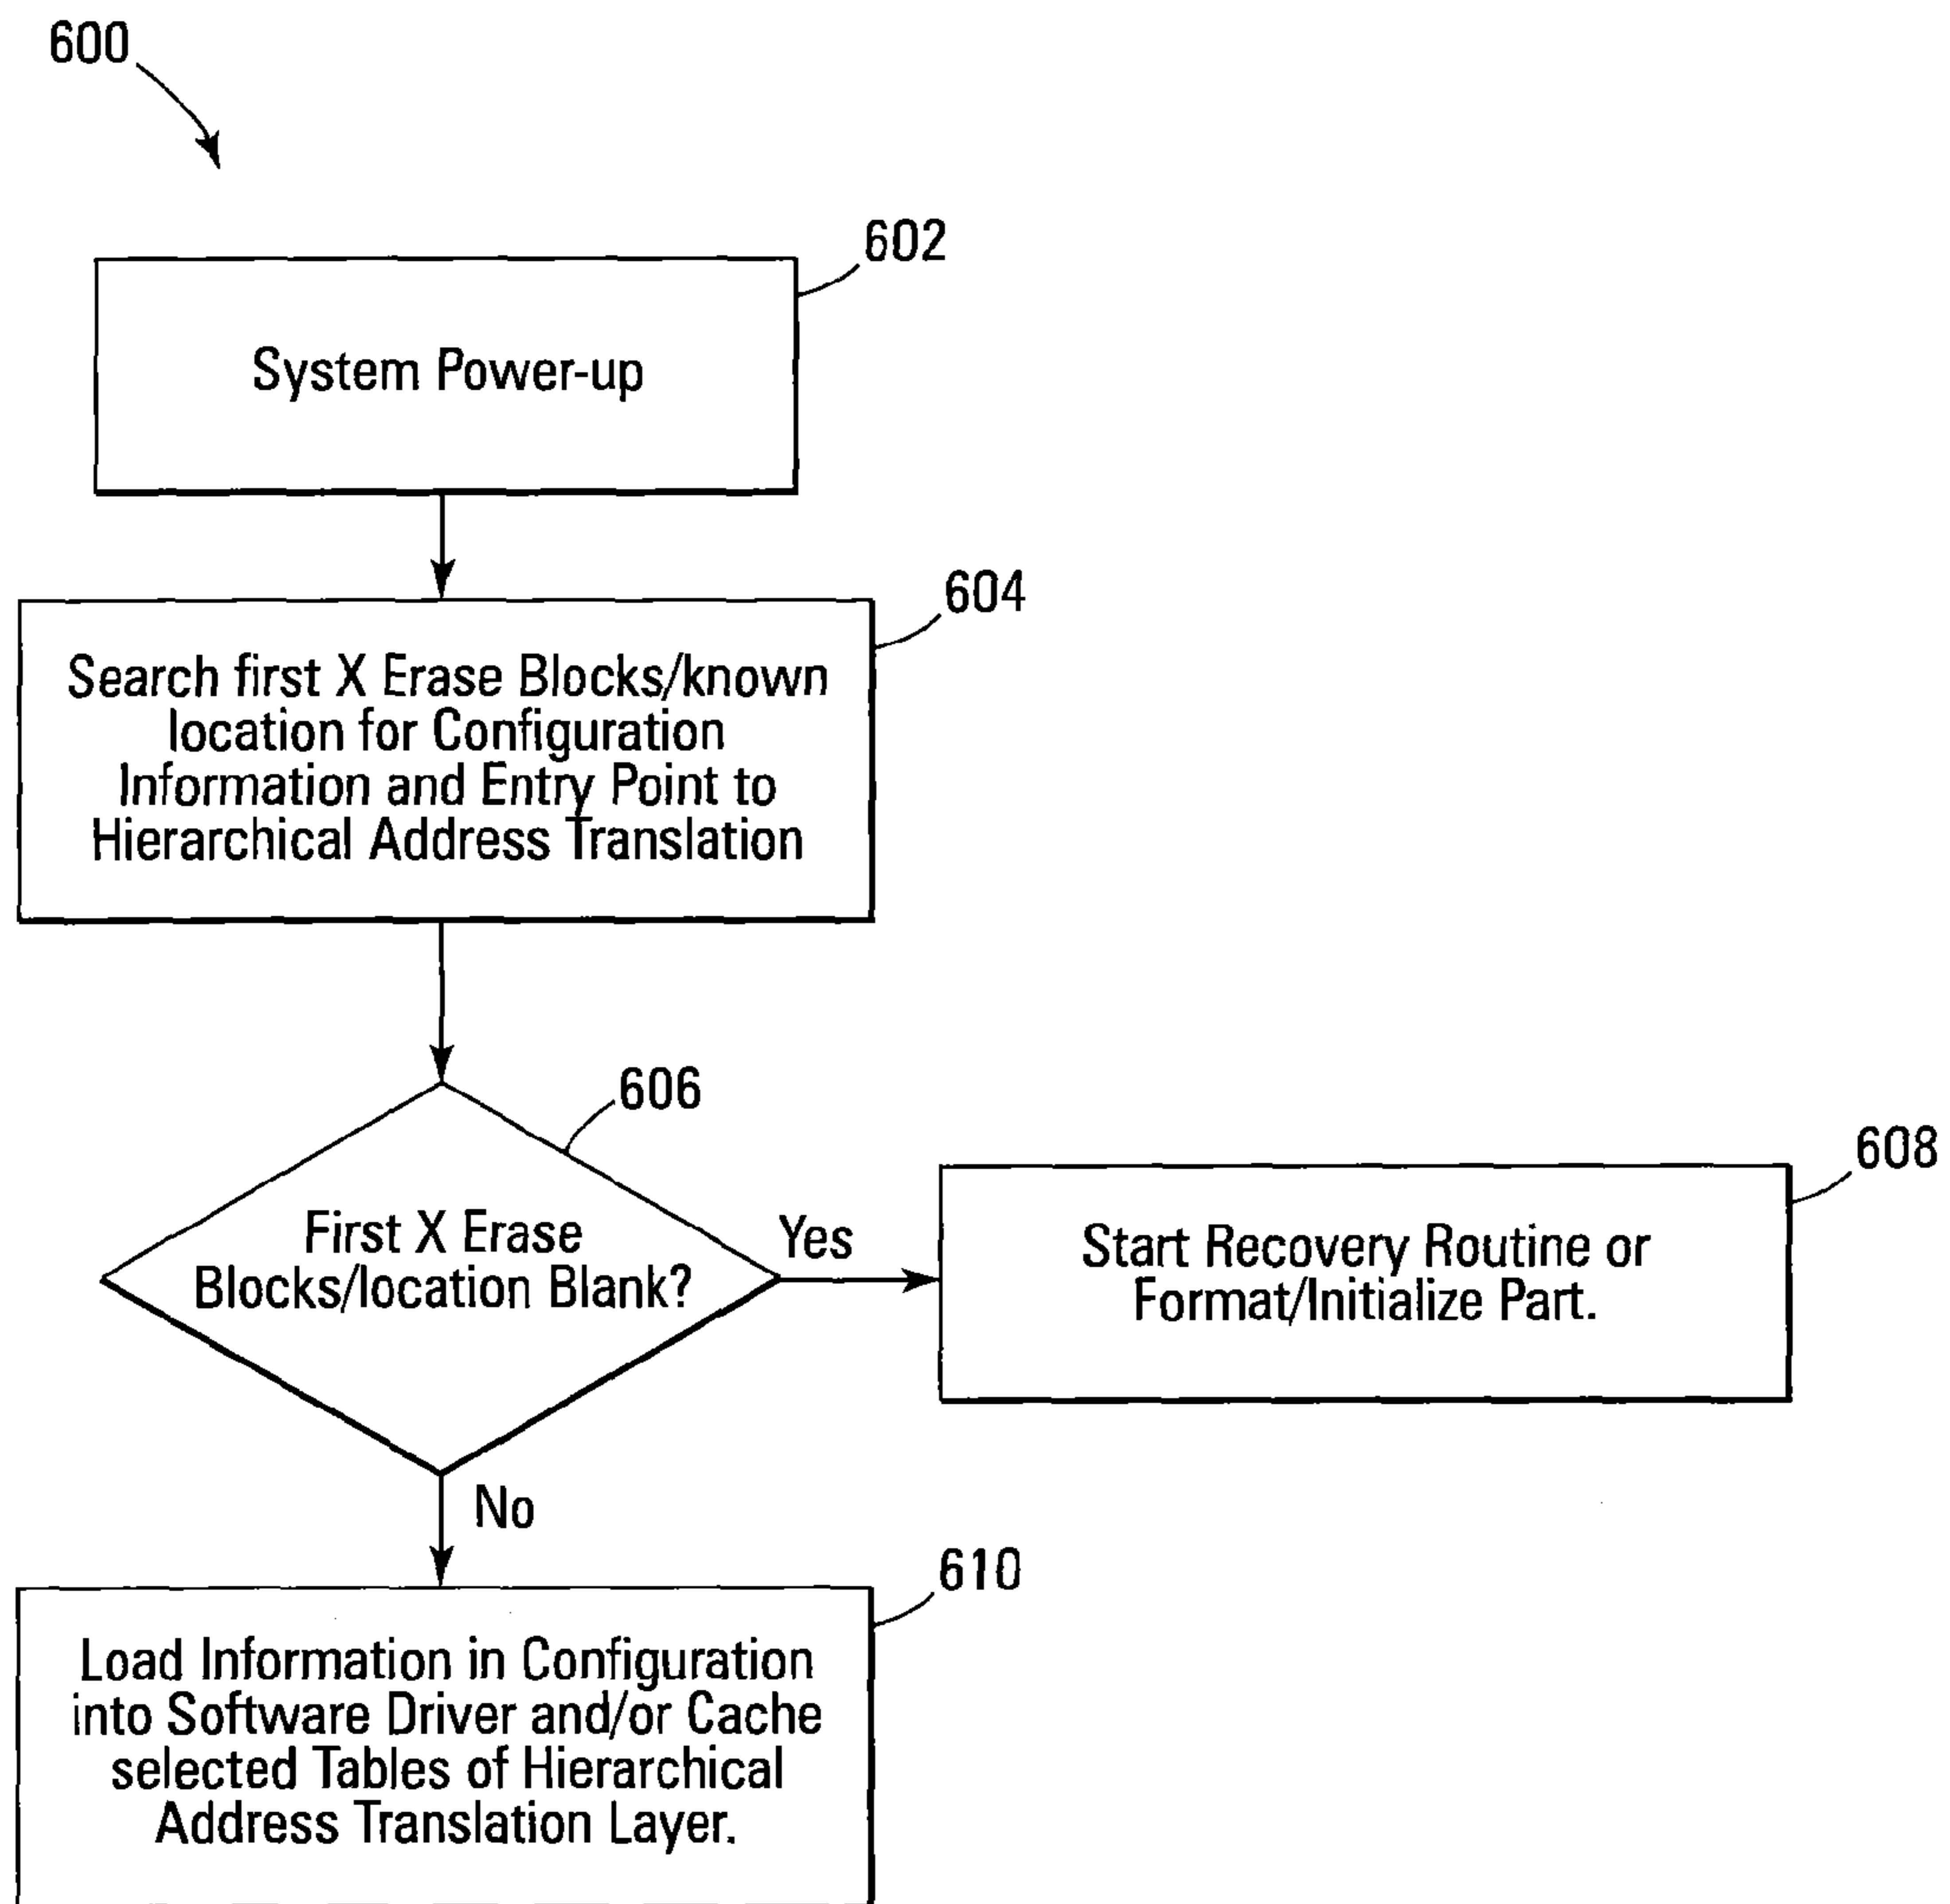 600
602
System Power-up
604
Search first X Erase Blocks/known
location for Configuration
Information and Entry Point to
Hierarchical Address Translation
606
First X Erase
Blocks/location Blank?
Yes
608
Start Recovery Routine or
Format/Initialize Part.
No
610
Load Information in Configuration
into Software Driver and/or Cache
selected Tables of Hierarchical
Address Translation Layer.